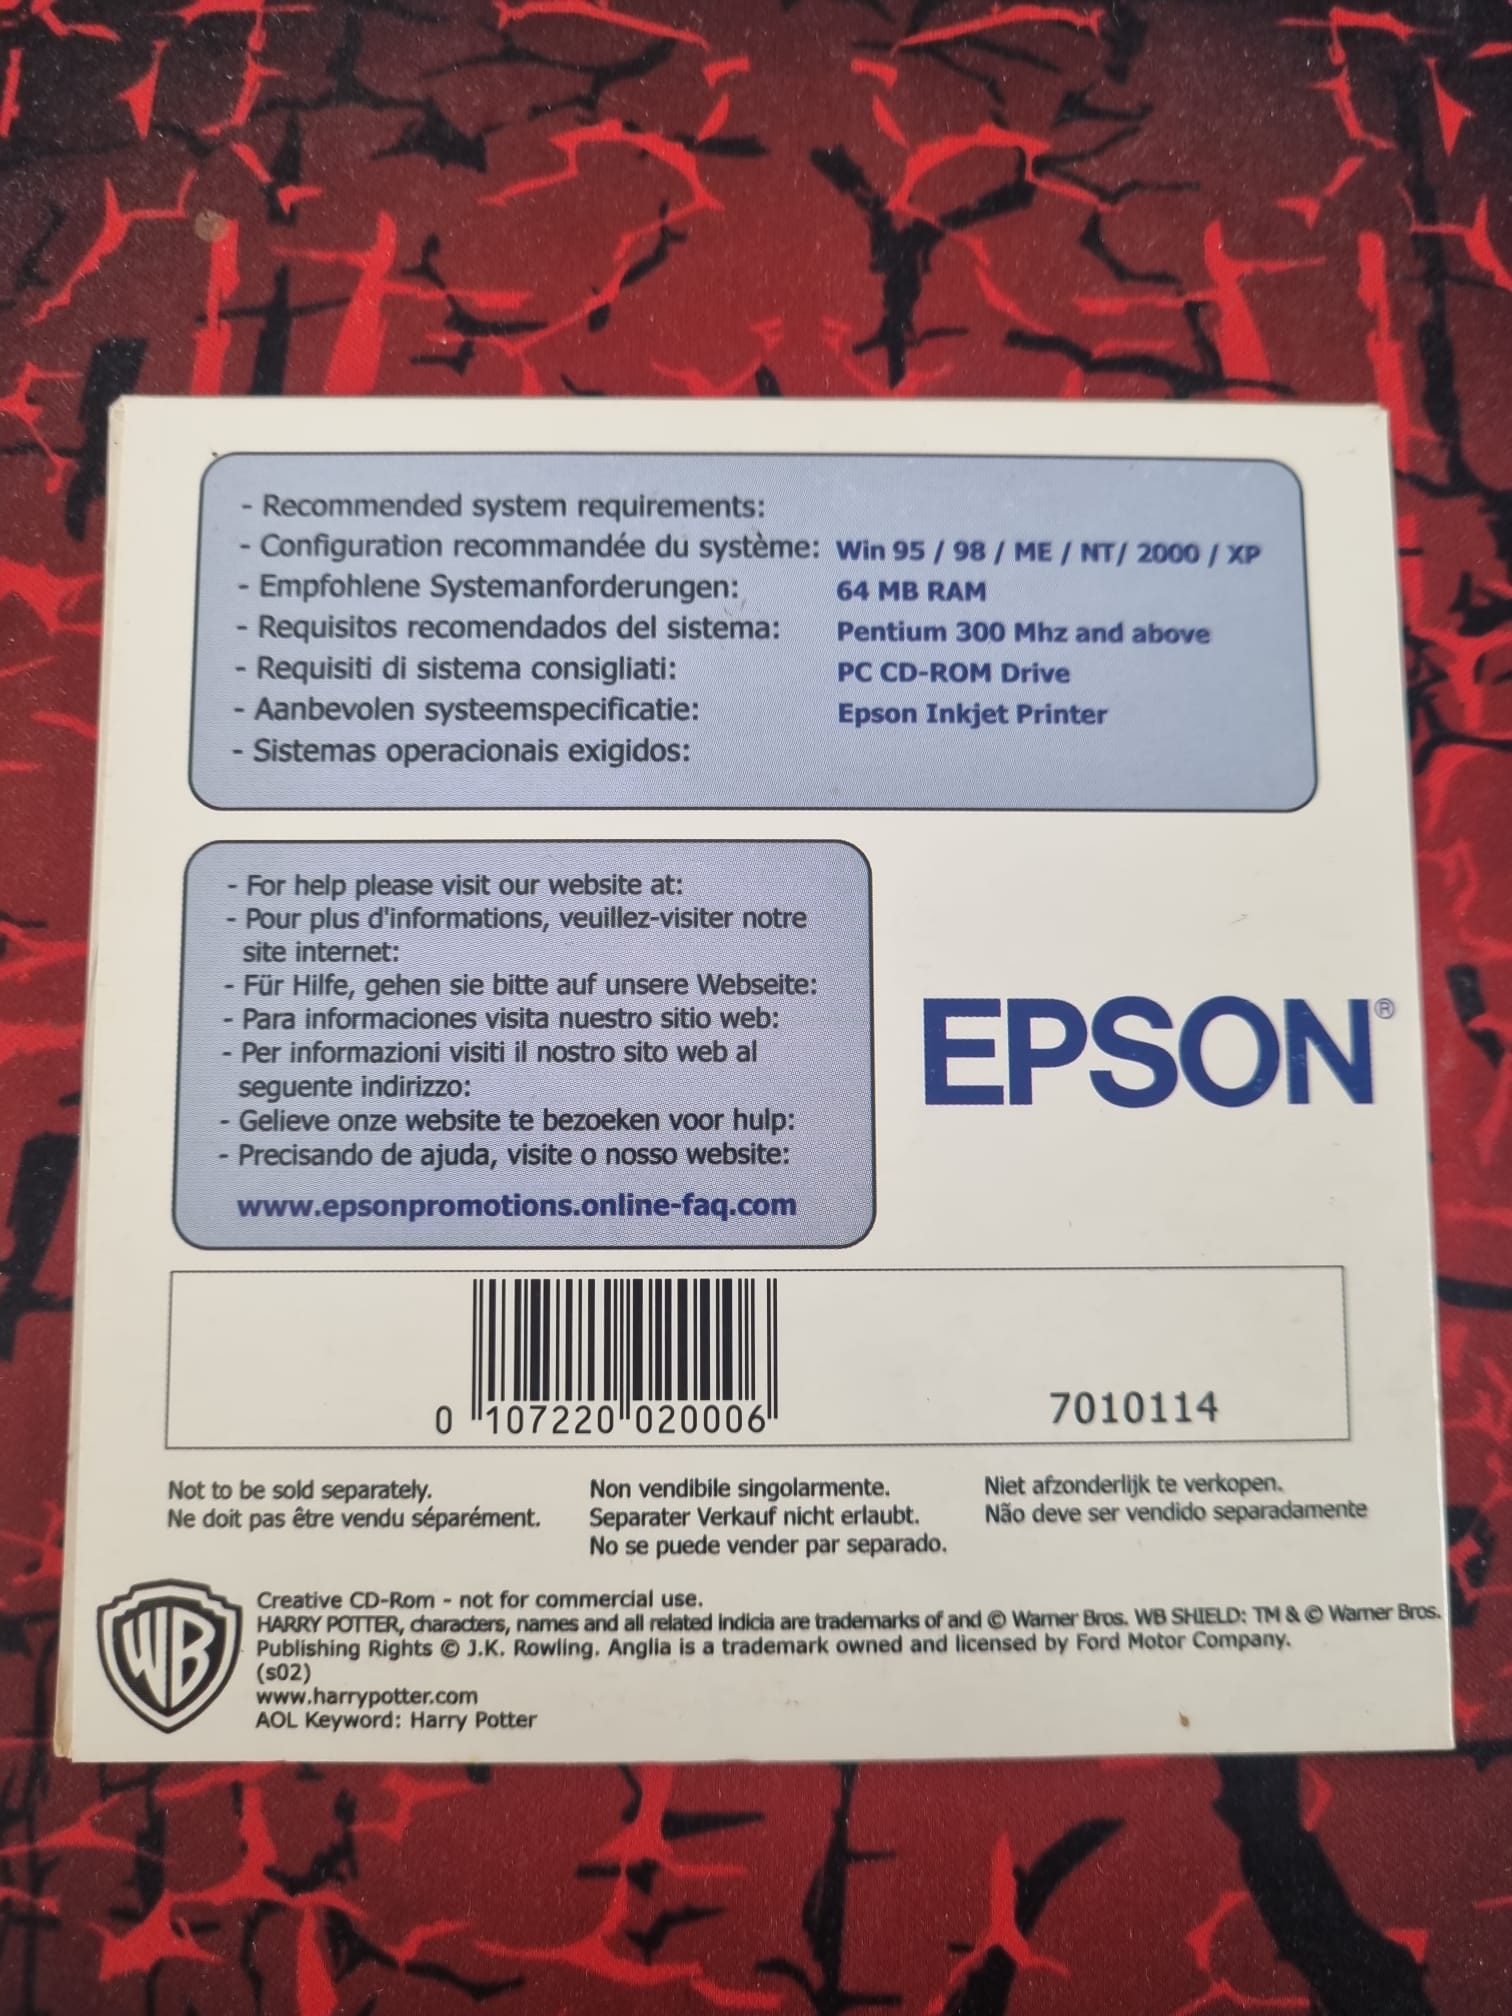 - Recommended system requirements:
- Configuration recommandée du système: Win 95 / 98 / ME / NT/ 2000 / XP
- Empfohlene Systemanforderungen: 64 MB RAM
- Requisitos recomendados del sistema: Pentium 300 Mhz and above
- Requisiti di sistema consigliati: PC CD-ROM Drive
- Aanbevolen systeemspecificatie: Epson Inkjet Printer
- Sistemas operacionais exigidos:
- For help please visit our website at:
- Pour plus d'informations, veuillez-visiter notre
site internet:
- Für Hilfe, gehen sie bitte auf unsere Webseite:
- Para informaciones visita nuestro sitio web:
- Per informazioni visiti il nostro sito web al
seguente indirizzo:
- Gelieve onze website te bezoeken voor hulp:
- Precisando de ajuda, visite o nosso website:
www.epsonpromotions.online-faq.com
EPSON®
0 107220 020006
7010114
Not to be sold separately.
Ne doit pas être vendu séparément.
Non vendibile singolarmente.
Separater Verkauf nicht erlaubt.
No se puede vender par separado.
Niet afzonderlijk te verkopen.
Não deve ser vendido separadamente
WB
Creative CD-Rom - not for commercial use.
HARRY POTTER, characters, names and all related indicia are trademarks of and © Warner Bros. WB SHIELD: TM & © Warner Bros.
Publishing Rights © J.K. Rowling. Anglia is a trademark owned and licensed by Ford Motor Company.
(s02)
www.harrypotter.com
AOL Keyword: Harry Potter